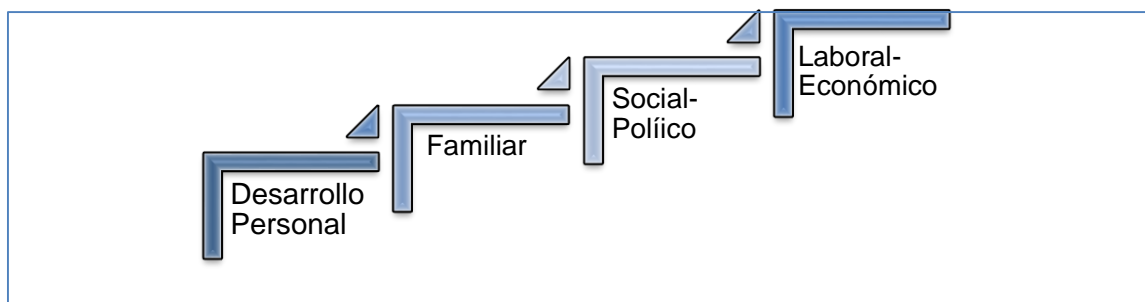 Desarrollo
Personal
Familiar
Social-
Políico
Laboral-
Económico